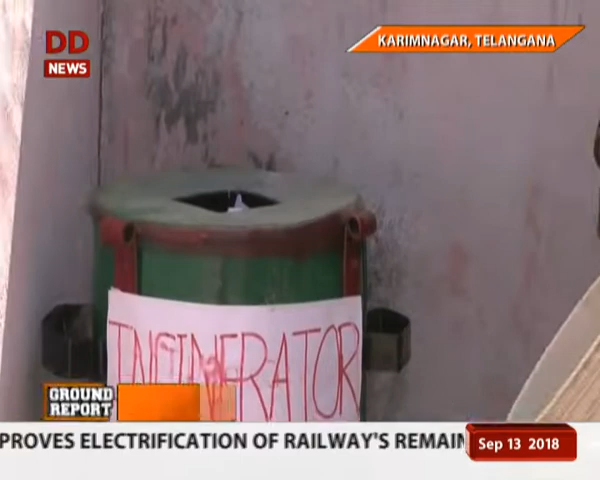 DD
NEWS
KARIMNAGAR, TELANGANA
INCINERATOR
GROUND
REPORT
PROVES ELECTRIFICATION OF RAILWAY'S REMAIN
Sep 13 2018